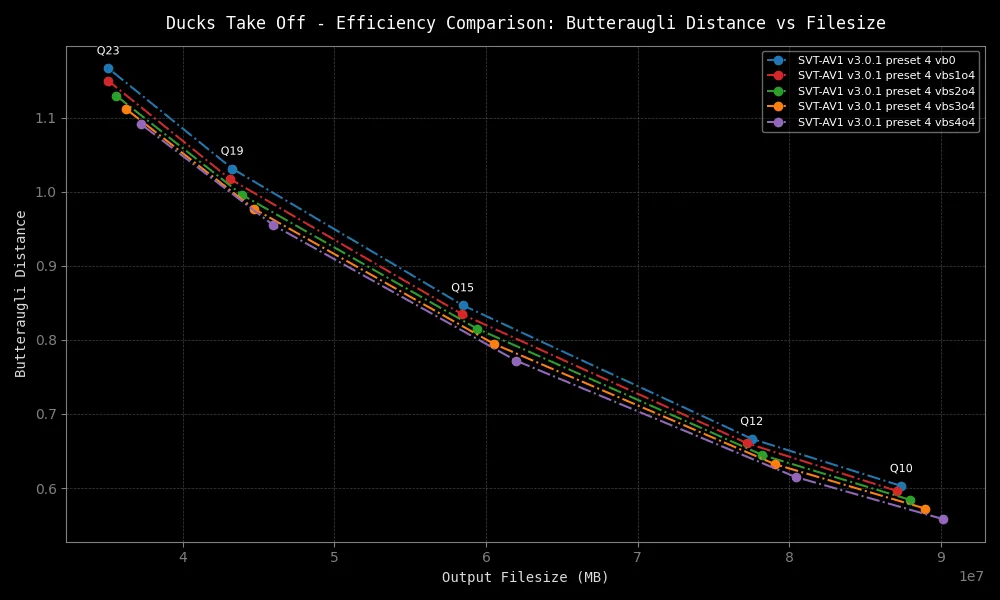 Ducks Take Off - Efficiency Comparison: Butteraugli Distance vs Filesize
Q23
SVT-AV1 v3.0.1 preset 4 vb0
SVT-AV1 v3.0.1 preset 4 vbs1o4
SVT-AV1 v3.0.1 preset 4 vbs2o4
SVT-AV1 v3.0.1 preset 4 vbs3o4
SVT-AV1 v3.0.1 preset 4 vbs4o4
1.1
Q19
1.0
0.9
Q15
0.8
0.7
Q12
Q10
0.6
Butteraugli Distance
4 5 6 7 8 9
1e7
Output Filesize (MB)